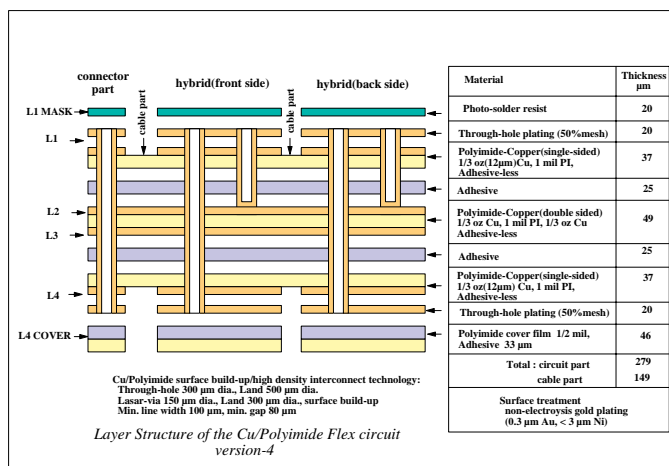 connector
part
hybrid(front side)
hybrid(back side)
cable part
cable part
L1 MASK
L1
L2
L3
L4
L4 COVER
Material
Thickness
µm
Photo-solder resist
20
Through-hole plating (50%mesh)
20
Polyimide-Copper(single-sided)
1/3 oz(12µm)Cu, 1 mil PI,
Adhesive-less
37
Adhesive
25
Polyimide-Copper(double sided)
1/3 oz Cu, 1 mil PI, 1/3 oz Cu
Adhesive-less
49
Adhesive
25
Polyimide-Copper(single-sided)
1/3 oz(12µm) Cu, 1 mil PI,
Adhesive-less
37
Through-hole plating (50%mesh)
20
Polyimide cover film 1/2 mil,
Adhesive 33 µm
46
Total : circuit part
279
cable part
149
Surface treatment
non-electroysis gold plating
(0.3 µm Au, < 3 µm Ni)
Cu/Polyimide surface build-up/high density interconnect technology:
Through-hole 300 µm dia., Land 500 µm dia.
Lasar-via 150 µm dia., Land 300 µm dia., surface build-up
Min. line width 100 µm, min. gap 80 µm
Layer Structure of the Cu/Polyimide Flex circuit
version-4